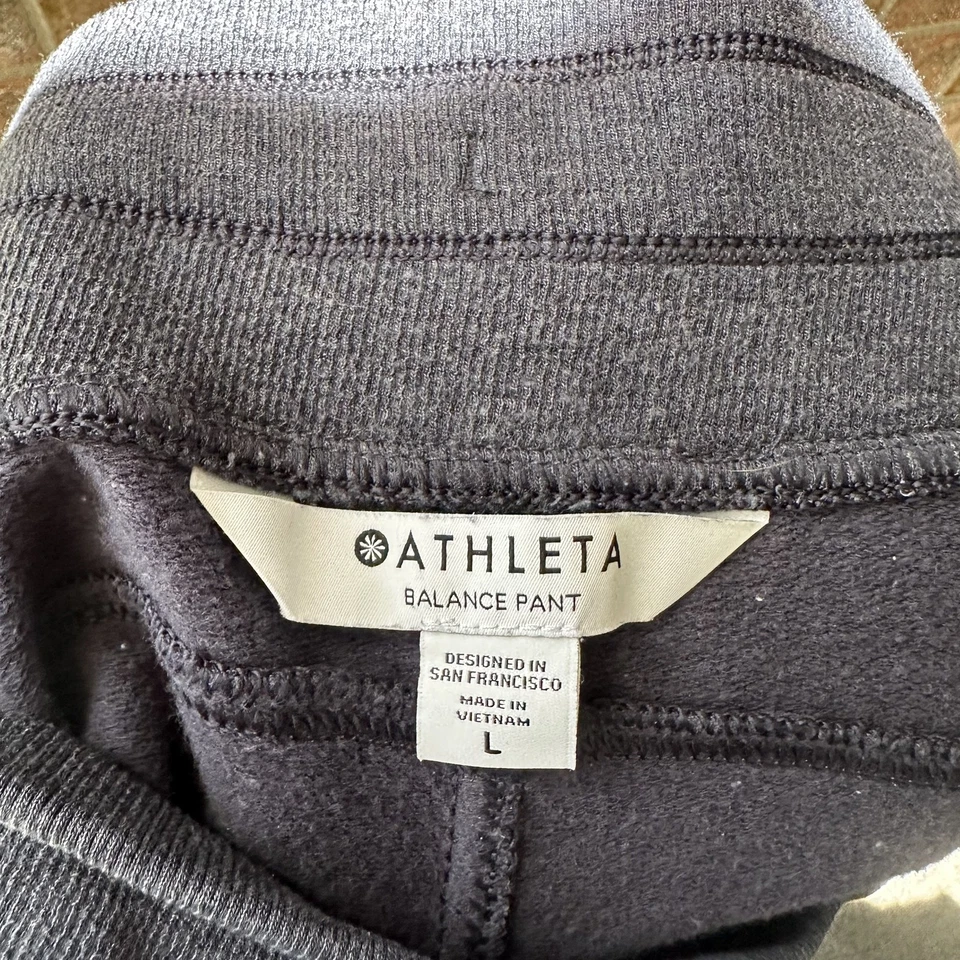 ATHLETA
BALANCE PANT
DESIGNED IN
SAN FRANCISCO
MADE IN
VIETNAM
L